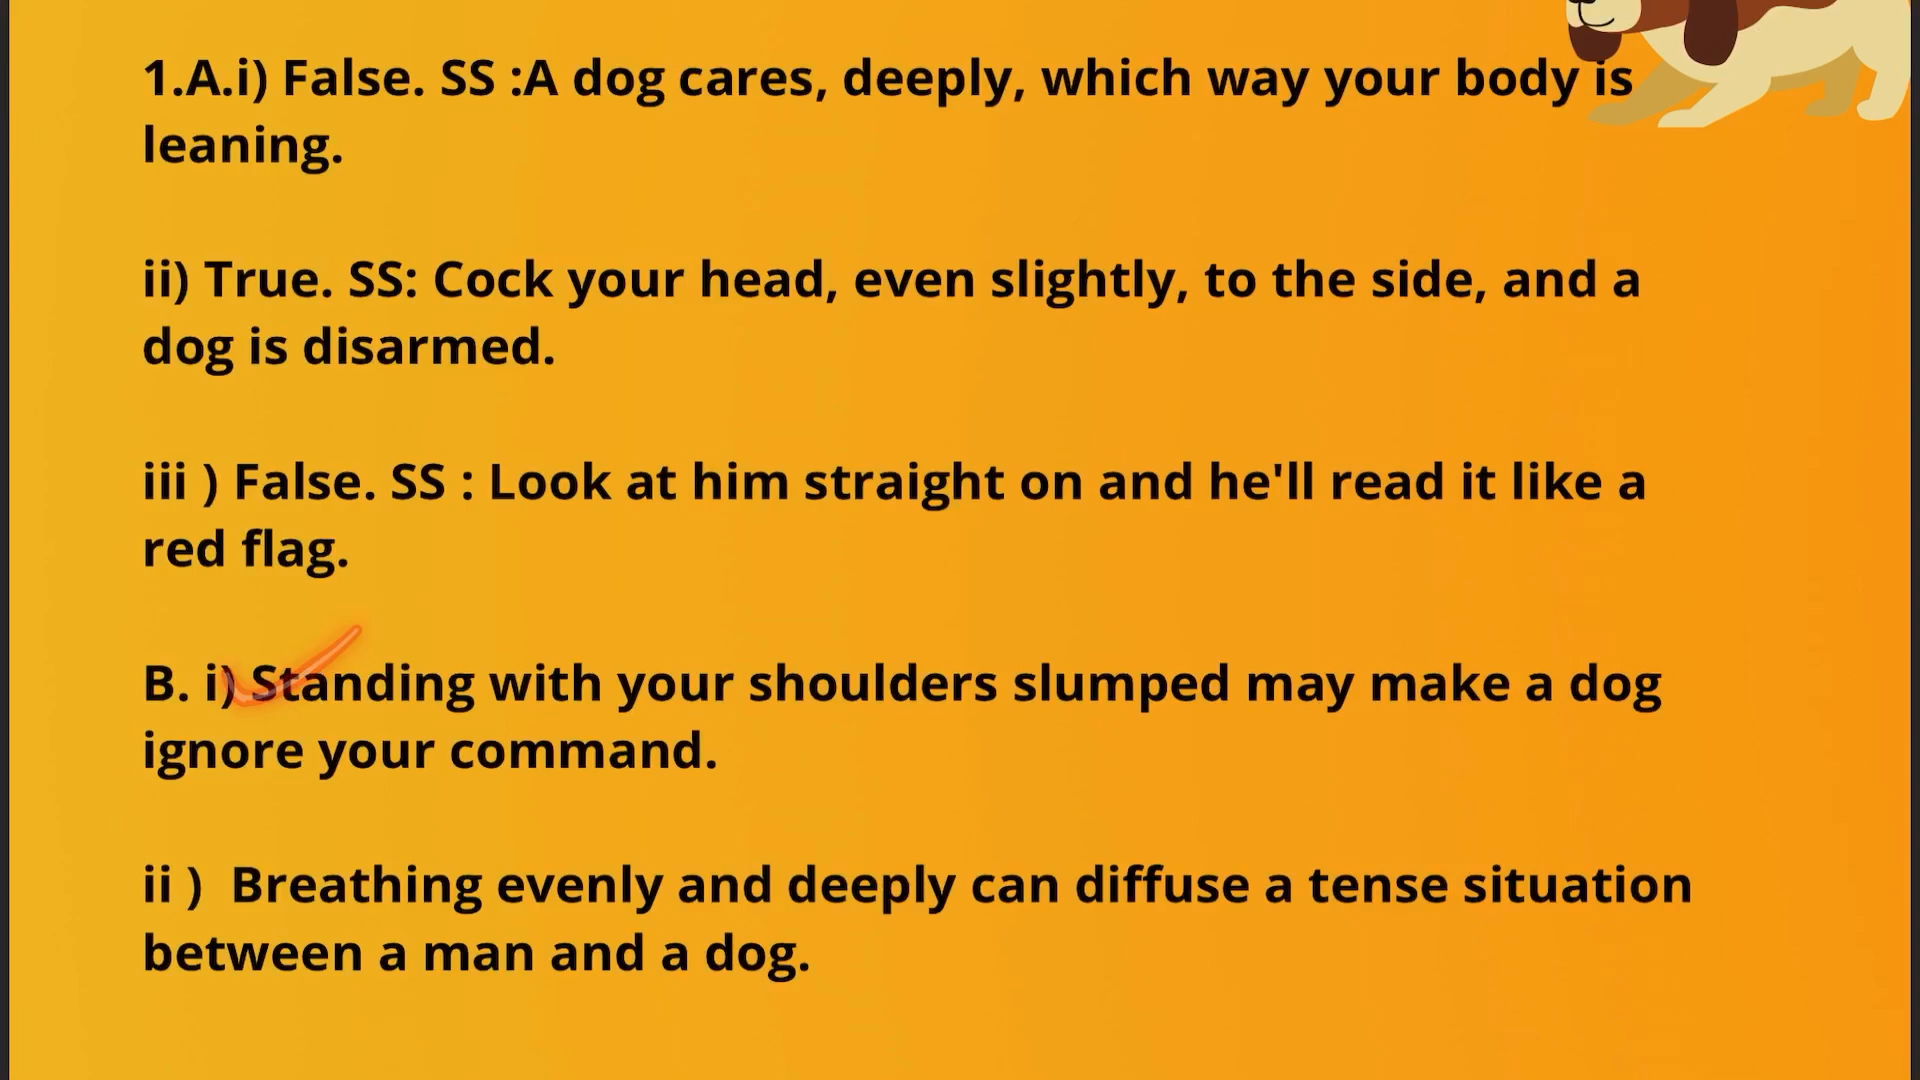 1.A.i) False. SS :A dog cares, deeply, which way your body is
leaning.
ii) True. SS: Cock your head, even slightly, to the side, and a
dog is disarmed.
iii ) False. SS : Look at him straight on and he'll read it like a
red flag.
B. i) Standing with your shoulders slumped may make a dog
ignore your command.
ii )  Breathing evenly and deeply can diffuse a tense situation
between a man and a dog.